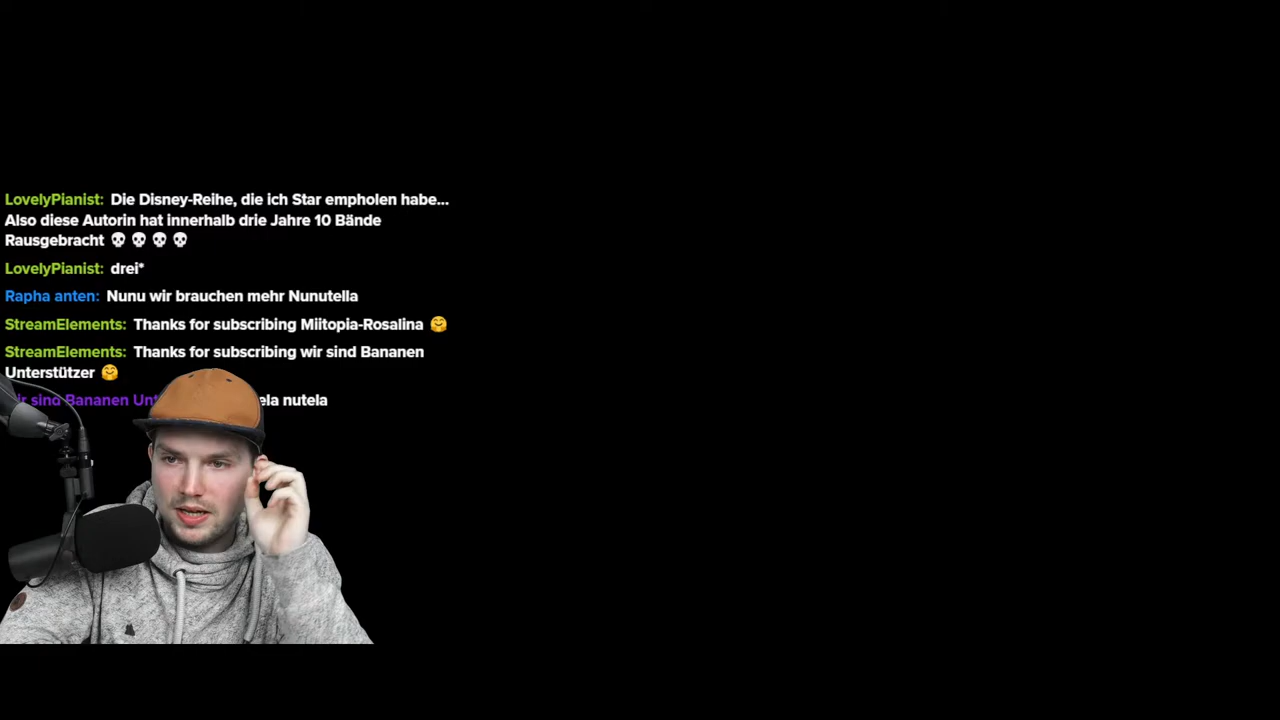 LovelyPianist: Die Disney-Reihe, die ich Star empholen habe...
Also diese Autorin hat innerhalb drie Jahre 10 Bände
Rausgebracht 💀 💀 💀 💀
LovelyPianist: drei*
Rapha anten: Nunu wir brauchen mehr Nunutella
StreamElements: Thanks for subscribing Miitopia-Rosalina 🤗
StreamElements: Thanks for subscribing wir sind Bananen
Unterstützer 🤗
sind Bananen nutela